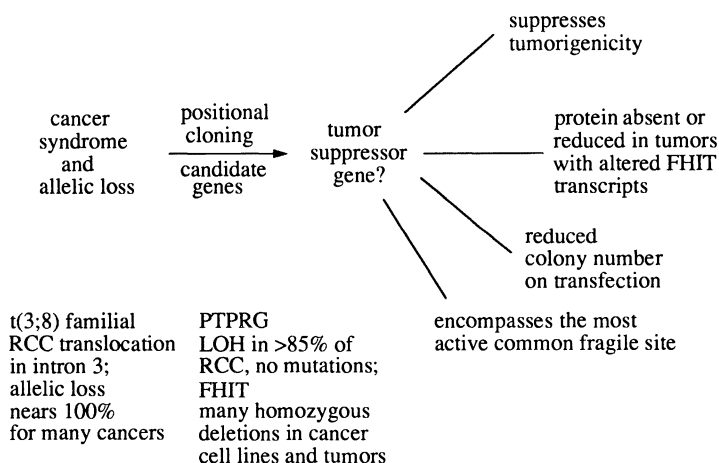 suppresses
tumorigenicity
cancer
syndrome
and
allelic loss
positional
cloning
candidate
genes
tumor
suppressor
gene?
protein absent or
reduced in tumors
with altered FHIT
transcripts
reduced
colony number
on transfection
encompasses the most
active common fragile site
t(3;8) familial
RCC translocation
in intron 3;
allelic loss
nears 100%
for many cancers
PTPRG
LOH in >85% of
RCC, no mutations;
FHIT
many homozygous
deletions in cancer
cell lines and tumors